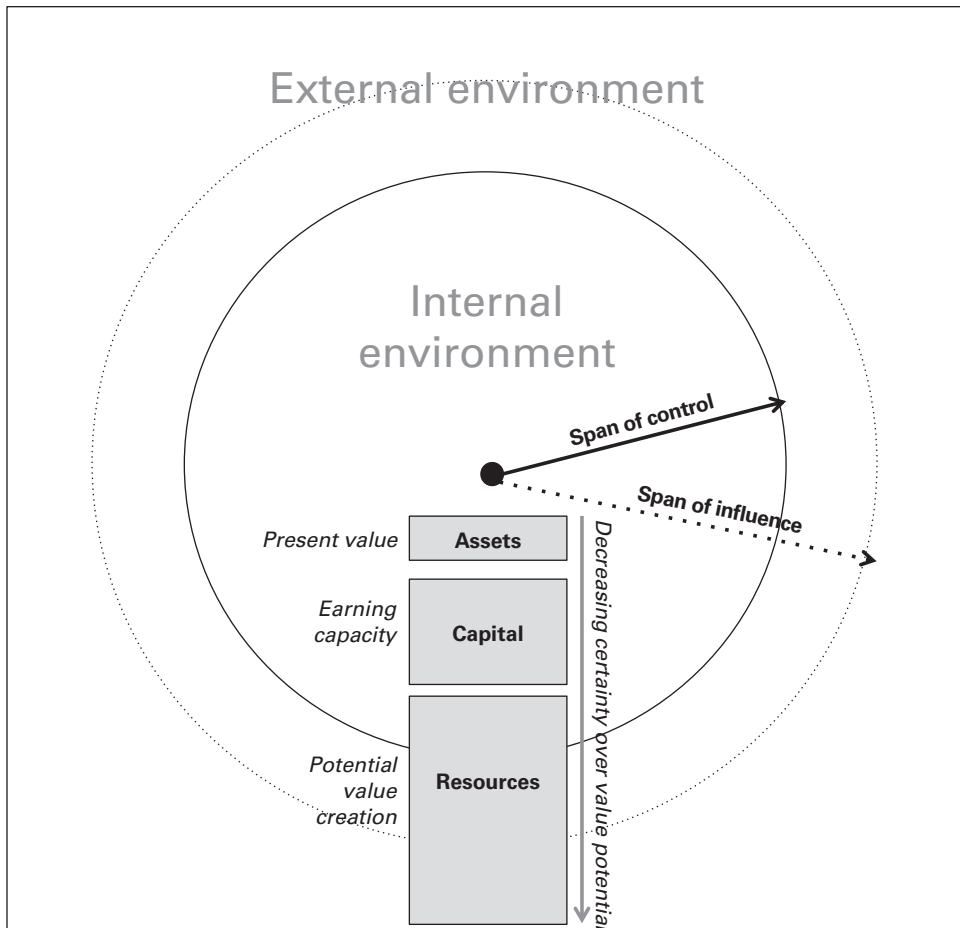 External environment
Internal
environment
Span of control
Span of influence
Present value
Assets
Earning
capacity
Capital
Potential
value
creation
Resources
Decreasing certainty over value potential